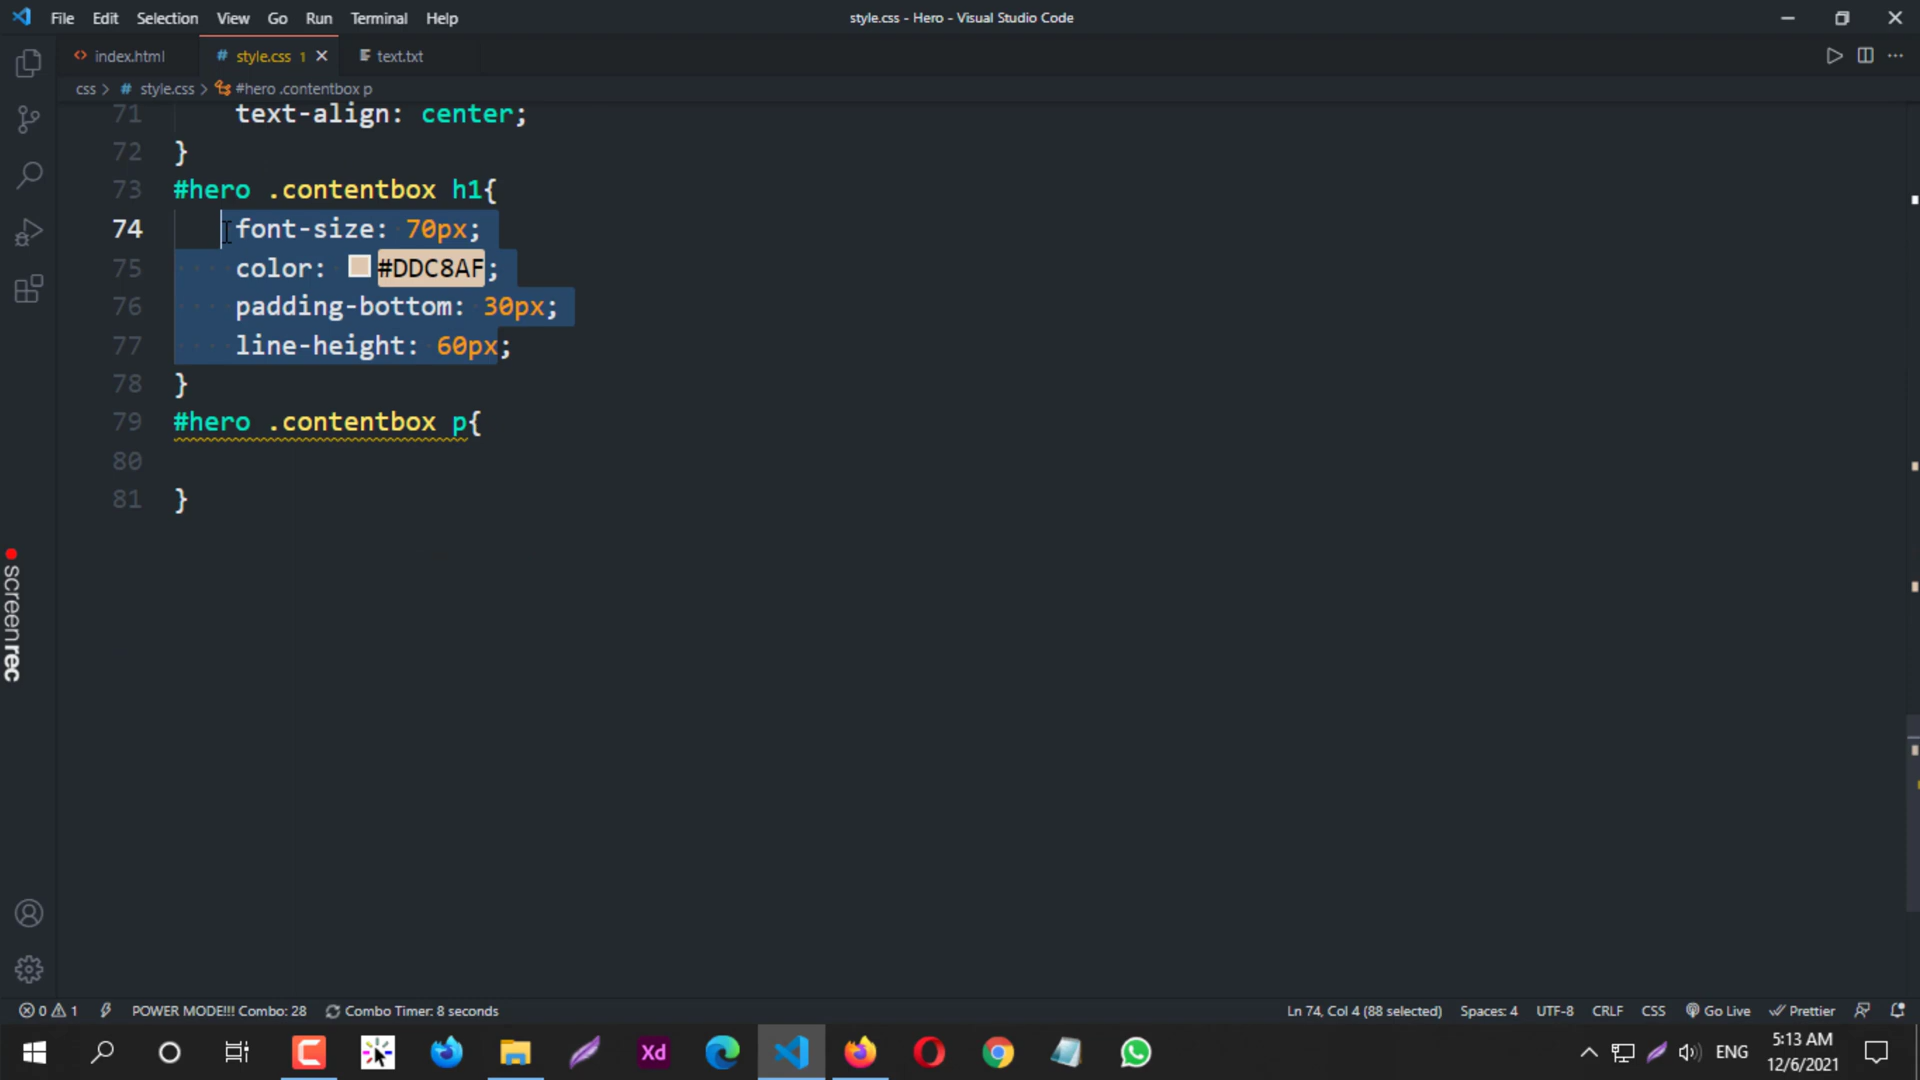 File Edit Selection View Go Run Terminal Help
style.css - Hero - Visual Studio Code
index.html
# style.css 1
text.txt
css > # style.css > #hero .contentbox p
71 text-align: center;
72 }
73 #hero .contentbox h1{
74 font-size: 70px;
75 color: #DDC8AF;
76 padding-bottom: 30px;
77 line-height: 60px;
78 }
79 #hero .contentbox p{
80
81 }
screenrec
0 1 POWER MODE!!! Combo: 28 Combo Timer: 8 seconds
Ln 74, Col 4 (88 selected) Spaces: 4 UTF-8 CRLF CSS Go Live Prettier
Xd
ENG
5:13 AM
12/6/2021